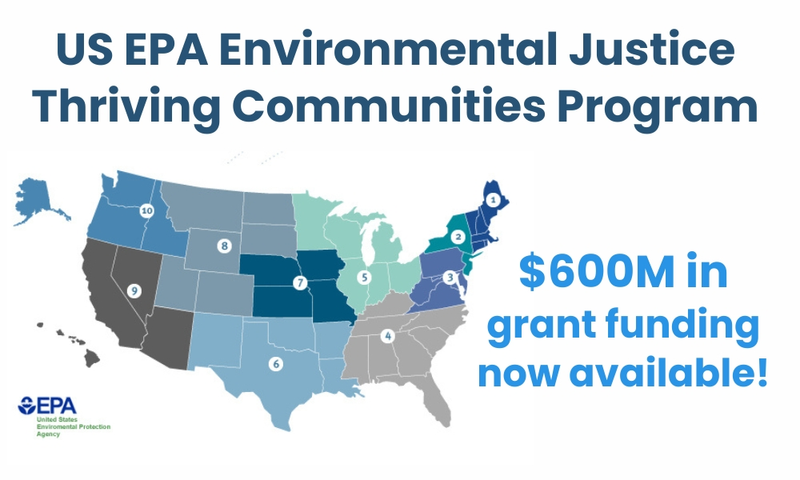 US EPA Environmental Justice
Thriving Communities Program
1
10
2
8
3
7
5
9
$600M in
grant funding
now available!
4
6
EPA
United States
Enviromental Protection
Agency